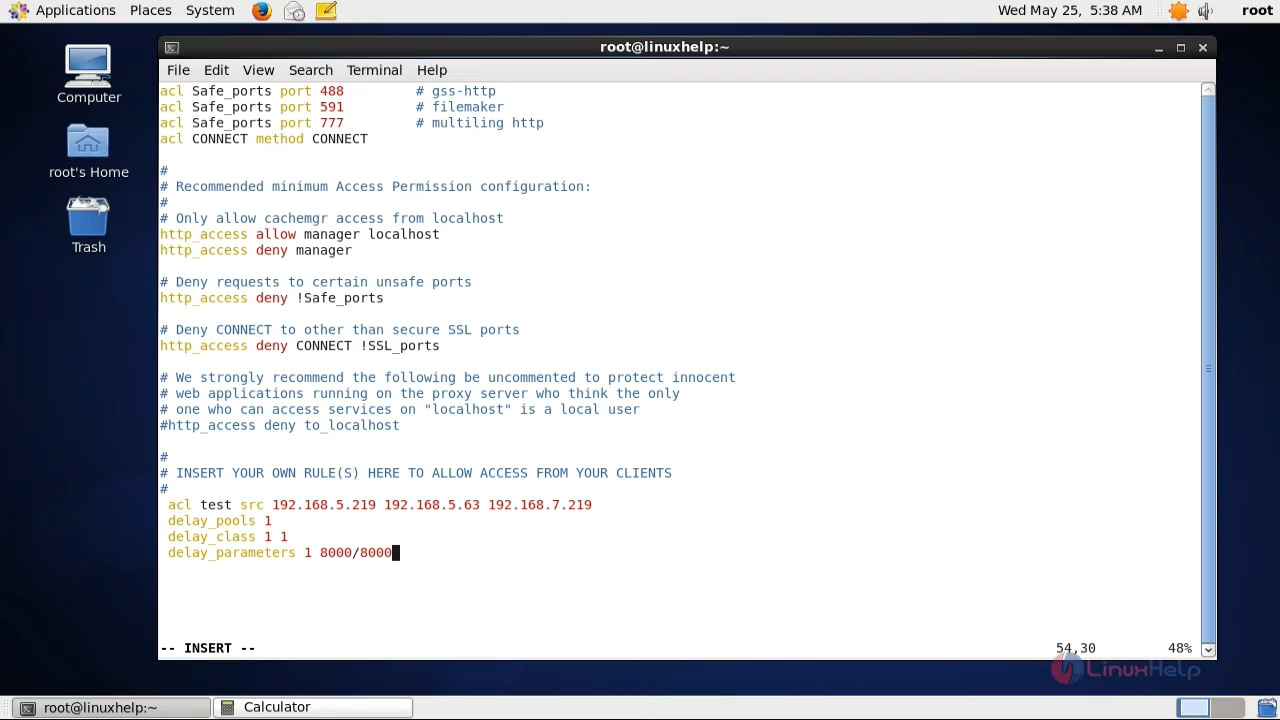 Applications Places System Wed May 25, 5:38 AM root
root@linuxhelp:~
File Edit View Search Terminal Help
Computer
root's Home
Trash
acl Safe_ports port 488 # gss-http
acl Safe_ports port 591 # filemaker
acl Safe_ports port 777 # multiling http
acl CONNECT method CONNECT
#
# Recommended minimum Access Permission configuration:
#
# Only allow cachemgr access from localhost
http_access allow manager localhost
http_access deny manager
# Deny requests to certain unsafe ports
http_access deny !Safe_ports
# Deny CONNECT to other than secure SSL ports
http_access deny CONNECT !SSL_ports
# We strongly recommend the following be uncommented to protect innocent
# web applications running on the proxy server who think the only
# one who can access services on "localhost" is a local user
#http_access deny to_localhost
#
# INSERT YOUR OWN RULE(S) HERE TO ALLOW ACCESS FROM YOUR CLIENTS
#
acl test src 192.168.5.219 192.168.5.63 192.168.7.219
delay_pools 1
delay_class 1 1
delay_parameters 1 8000/8000
-- INSERT -- 54,30 48%
LinuxHelp
root@linuxhelp:~ Calculator